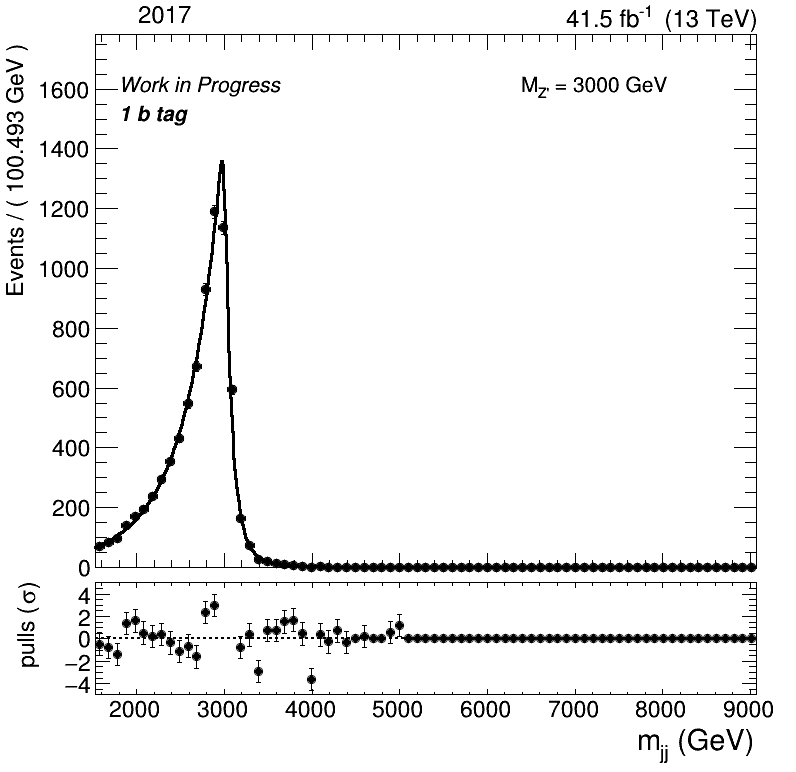 2017 41.5 fb⁻¹ (13 TeV)
Events / ( 100.493 GeV )
1600
1400
1200
1000
800
600
400
200
0
Work in Progress
1 b tag
M_Z' = 3000 GeV
pulls (σ)
4
2
0
−2
−4
2000 3000 4000 5000 6000 7000 8000 9000
m_jj (GeV)